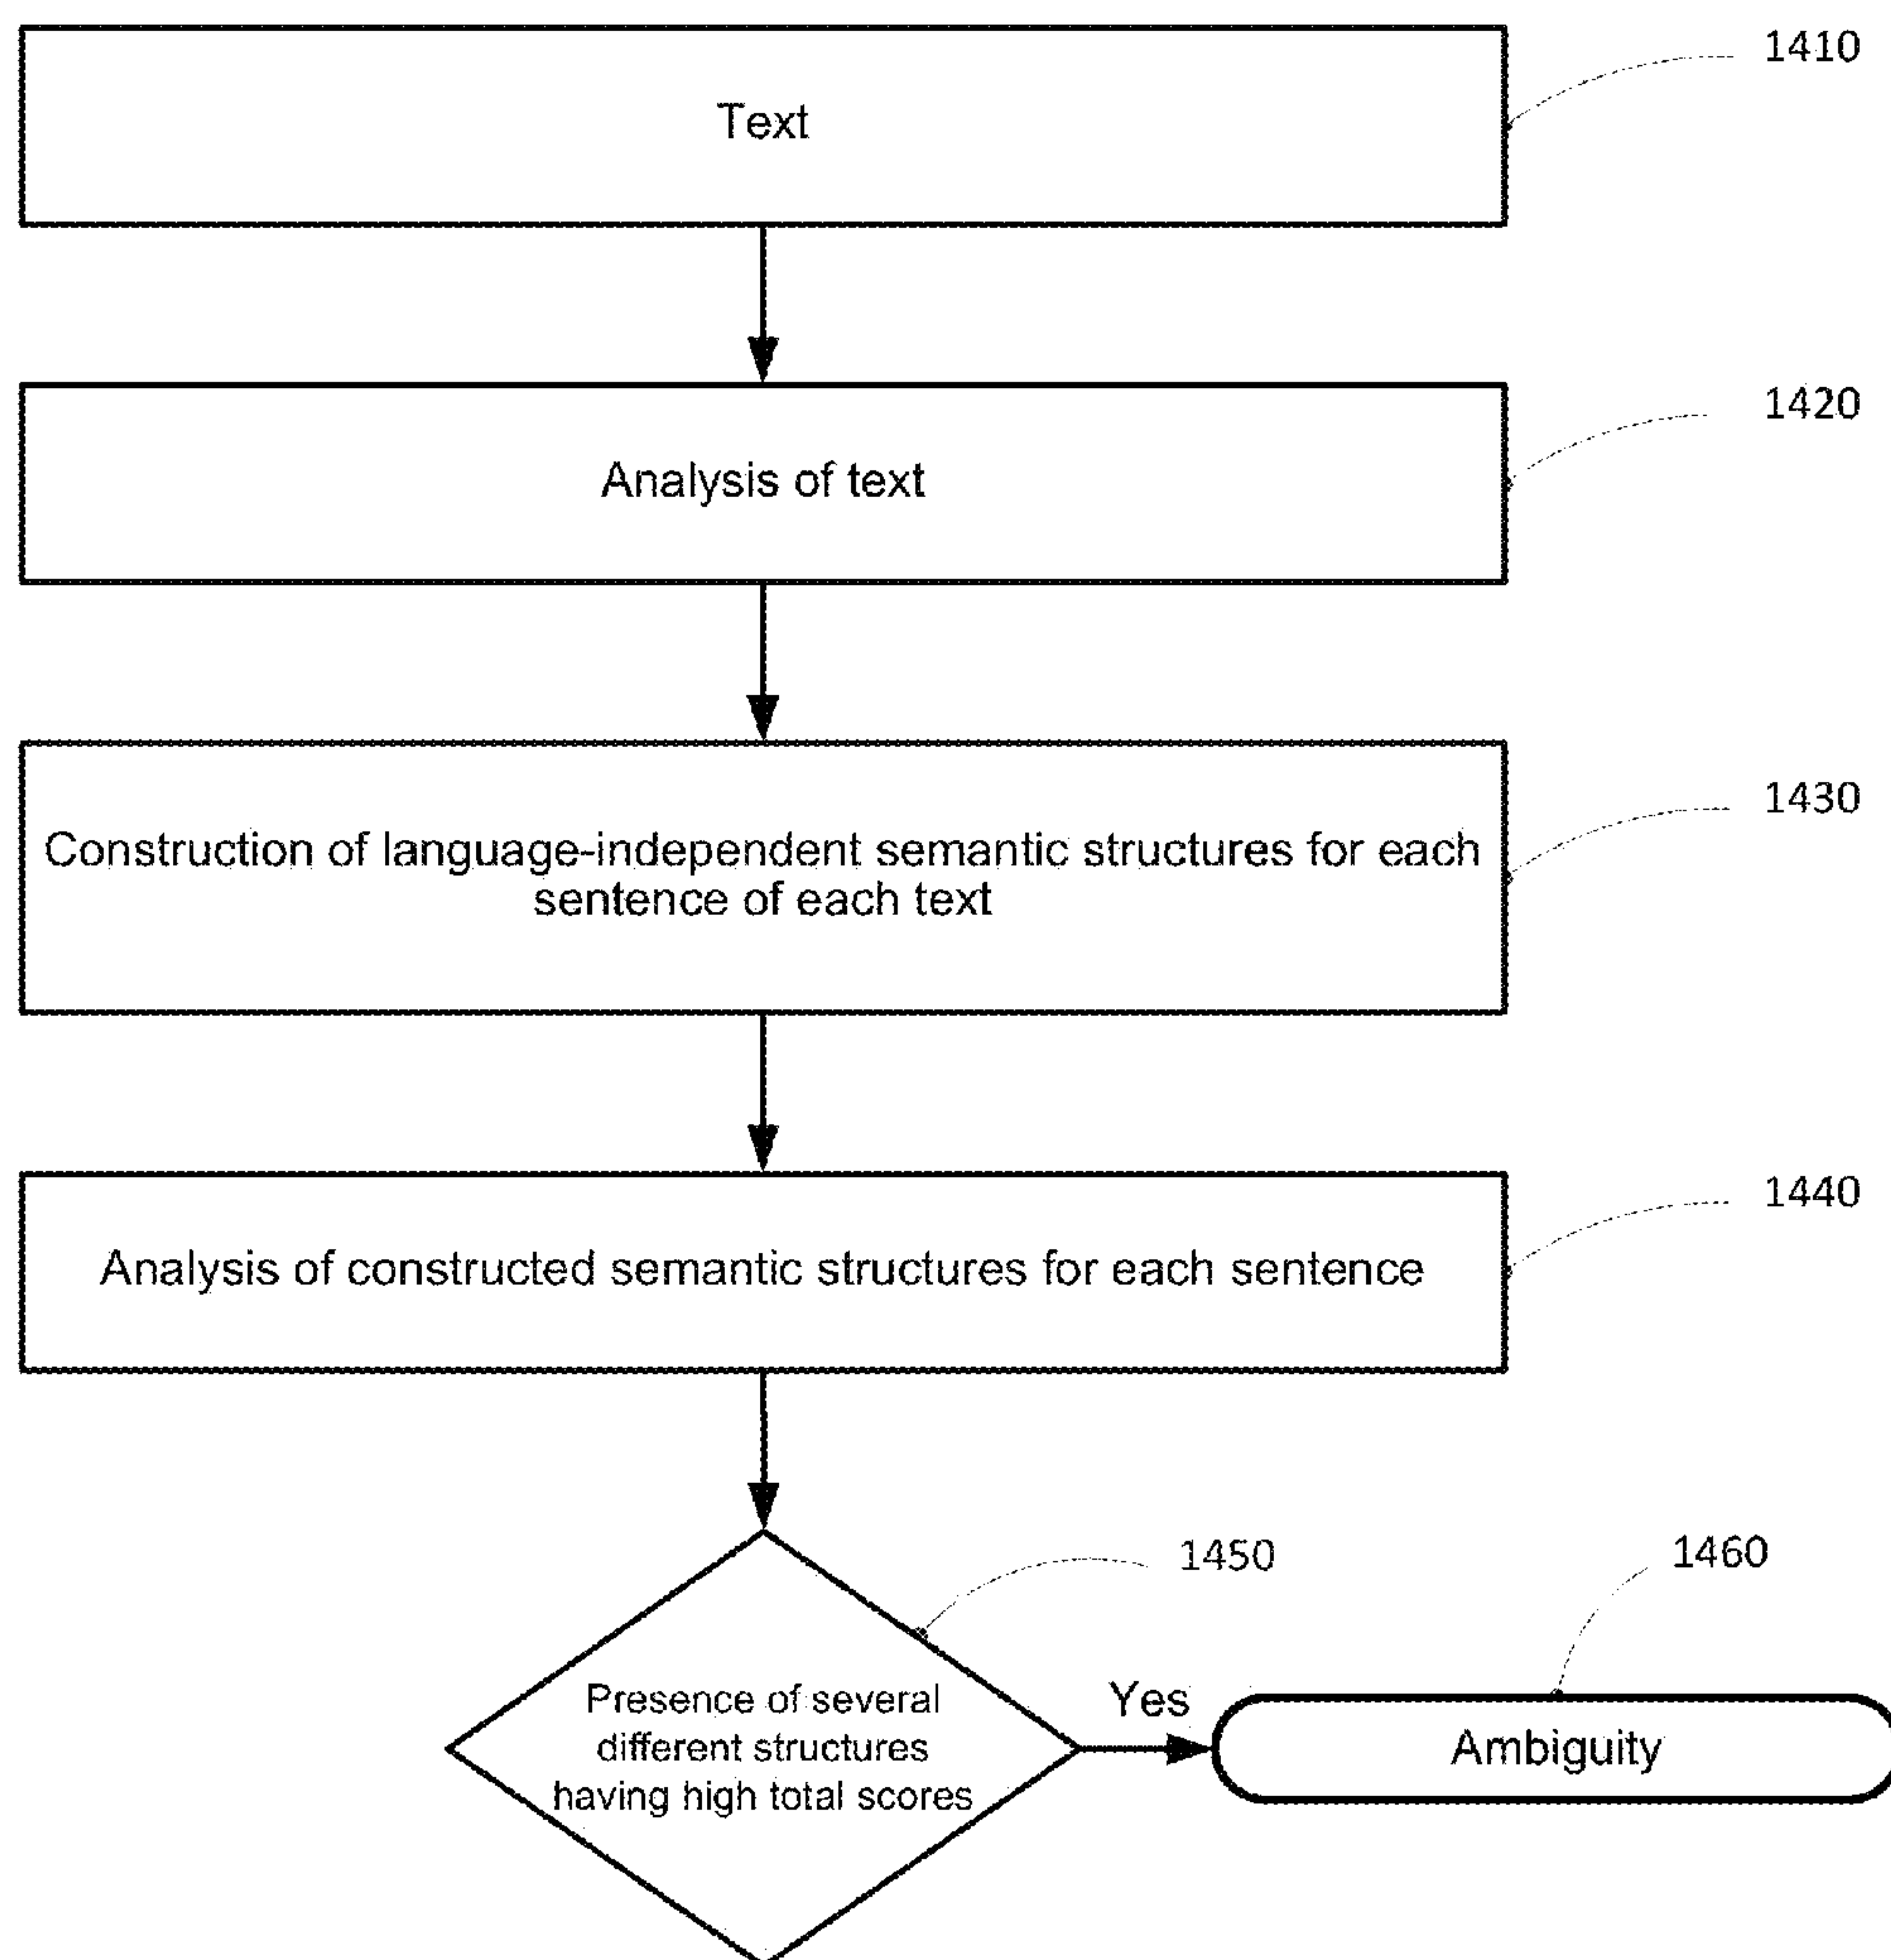 1410
Text
1420
Analysis of text
1430
Construction of language-independent semantic structures for each
sentence of each text
1440
Analysis of constructed semantic structures for each sentence
1450
1460
Presence of several
different structures
having high total scores
Yes
Ambiguity